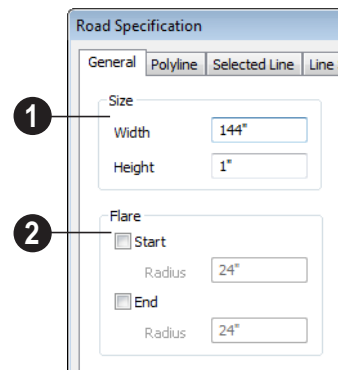 Road Specification
General Polyline Selected Line Line
1 Size
Width 144"
Height 1"
2 Flare
Start
Radius 24"
End
Radius 24"